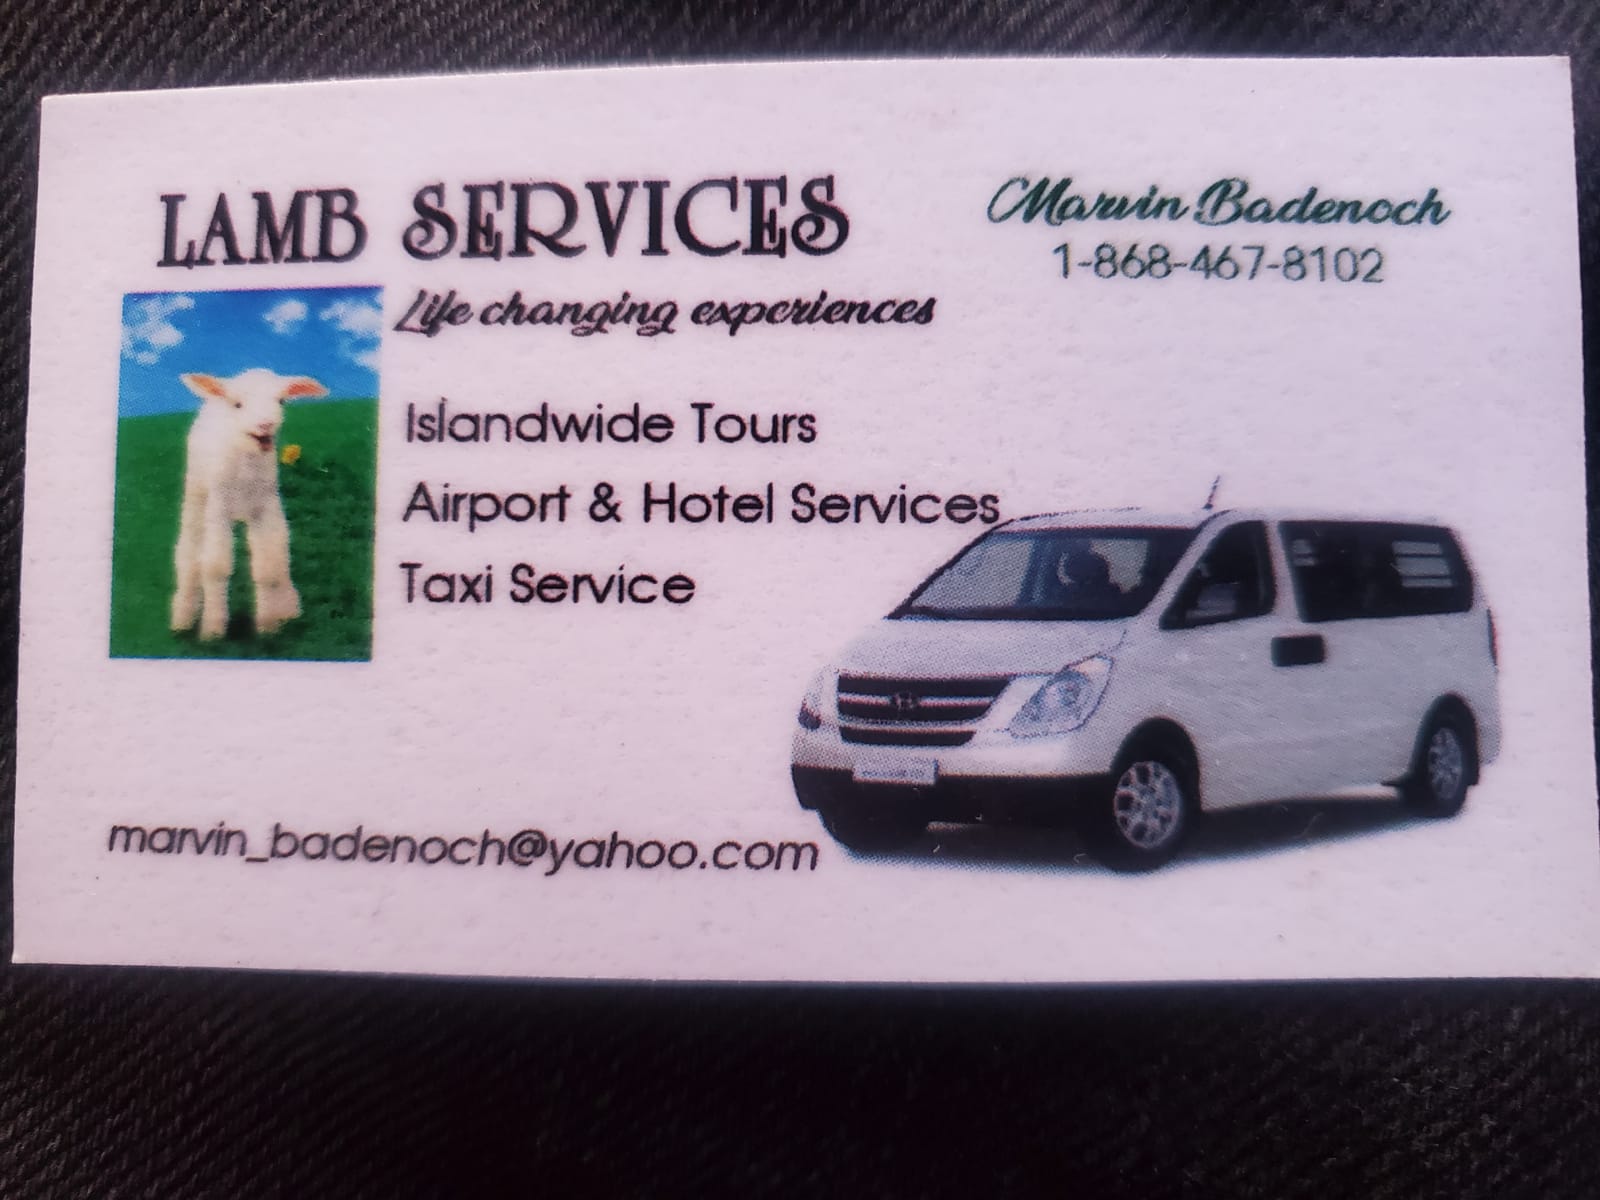 LAMB SERVICES
Life changing experiences
Marvin Badenoch
1-868-467-8102
Islandwide Tours
Airport & Hotel Services
Taxi Service
marvin_badenoch@yahoo.com